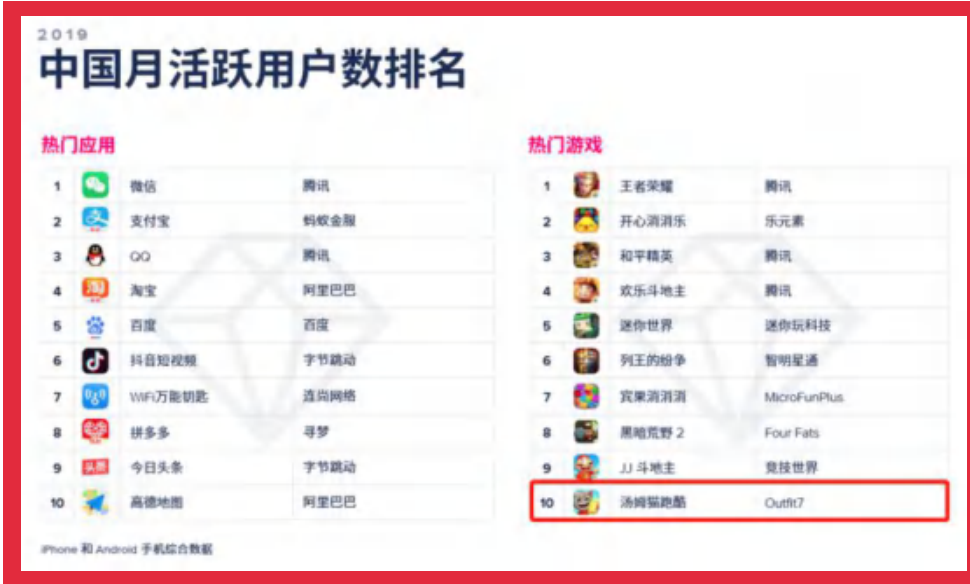 2019
中国月活跃用户数排名
热门应用
1 微信 腾讯
2 支付宝 蚂蚁金服
3 QQ 腾讯
4 淘宝 阿里巴巴
5 百度 百度
6 抖音短视频 字节跳动
7 WiFi万能钥匙 连尚网络
8 拼多多 寻梦
9 今日头条 字节跳动
10 高德地图 阿里巴巴
热门游戏
1 王者荣耀 腾讯
2 开心消消乐 乐元素
3 和平精英 腾讯
4 欢乐斗地主 腾讯
5 迷你世界 迷你玩科技
6 列王的纷争 智明星通
7 宾果消消消 MicroFunPlus
8 黑暗荒野 2 Four Fats
9 JJ 斗地主 竞技世界
10 汤姆猫跑酷 Outfit7
iPhone 和 Android 手机综合数据